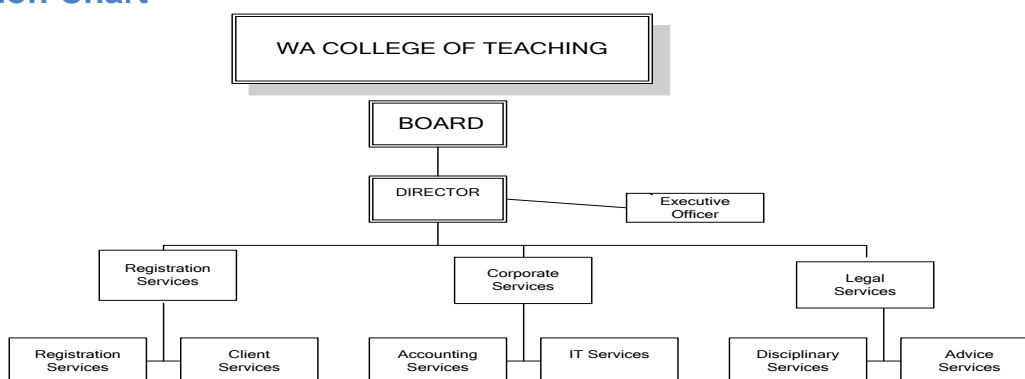 WA COLLEGE OF TEACHING
BOARD
DIRECTOR
Executive
Officer
Registration
Services
Corporate
Services
Legal
Services
Registration
Services
Client
Services
Accounting
Services
IT Services
Disciplinary
Services
Advice
Services